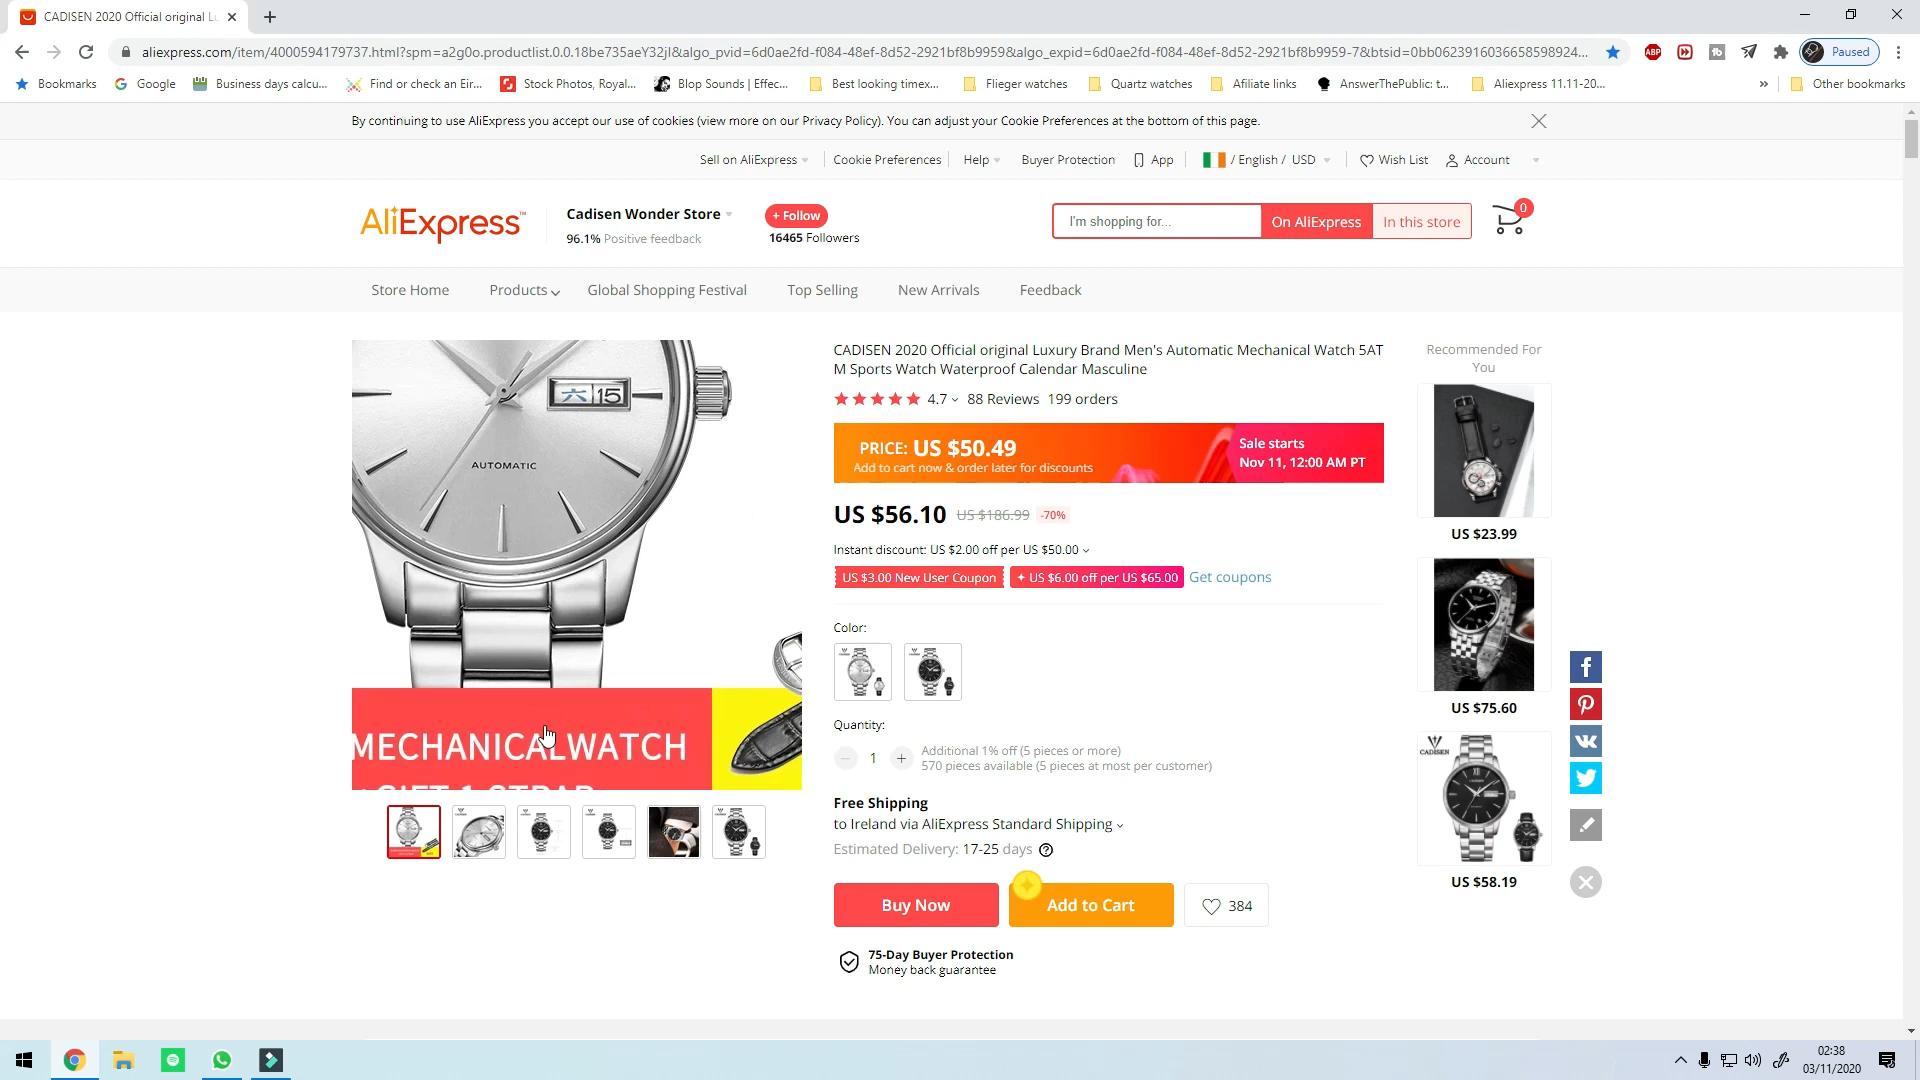 CADISEN 2020 Official original Lu
aliexpress.com/item/4000594179737.html?spm=a2g0o.productlist.0.0.18be735aeY32jI&algo_pvid=6d0ae2fd-f084-48ef-8d52-2921bf8b9959&algo_expid=6d0ae2fd-f084-48ef-8d52-2921bf8b9959-7&btsid=0bb0623916036658598924...
ABP
Paused
Bookmarks
Google
Business days calcu...
Find or check an Eir...
Stock Photos, Royal...
Blop Sounds | Effec...
Best looking timex...
Flieger watches
Quartz watches
Afiliate links
AnswerThePublic: t...
Aliexpress 11.11-20...
»
Other bookmarks
By continuing to use AliExpress you accept our use of cookies (view more on our Privacy Policy). You can adjust your Cookie Preferences at the bottom of this page.
Sell on AliExpress
Cookie Preferences
Help
Buyer Protection
App
/ English / USD
Wish List
Account
AliExpress™
Cadisen Wonder Store
96.1% Positive feedback
+ Follow
16465 Followers
I'm shopping for...
On AliExpress
In this store
0
Store Home
Products
Global Shopping Festival
Top Selling
New Arrivals
Feedback
六 15
AUTOMATIC
MECHANICALWATCH
+GIFT 1 STRAP
CADISEN 2020 Official original Luxury Brand Men's Automatic Mechanical Watch 5AT
M Sports Watch Waterproof Calendar Masculine
4.7
88 Reviews
199 orders
PRICE: US $50.49
Add to cart now & order later for discounts
Sale starts
Nov 11, 12:00 AM PT
US $56.10
US $186.99
-70%
Instant discount: US $2.00 off per US $50.00
US $3.00 New User Coupon
US $6.00 off per US $65.00
Get coupons
Color:
Quantity:
1
Additional 1% off (5 pieces or more)
570 pieces available (5 pieces at most per customer)
Free Shipping
to Ireland via AliExpress Standard Shipping
Estimated Delivery: 17-25 days
Buy Now
Add to Cart
384
75-Day Buyer Protection
Money back guarantee
Recommended For
You
US $23.99
US $75.60
CADISEN
US $58.19
02:38
03/11/2020